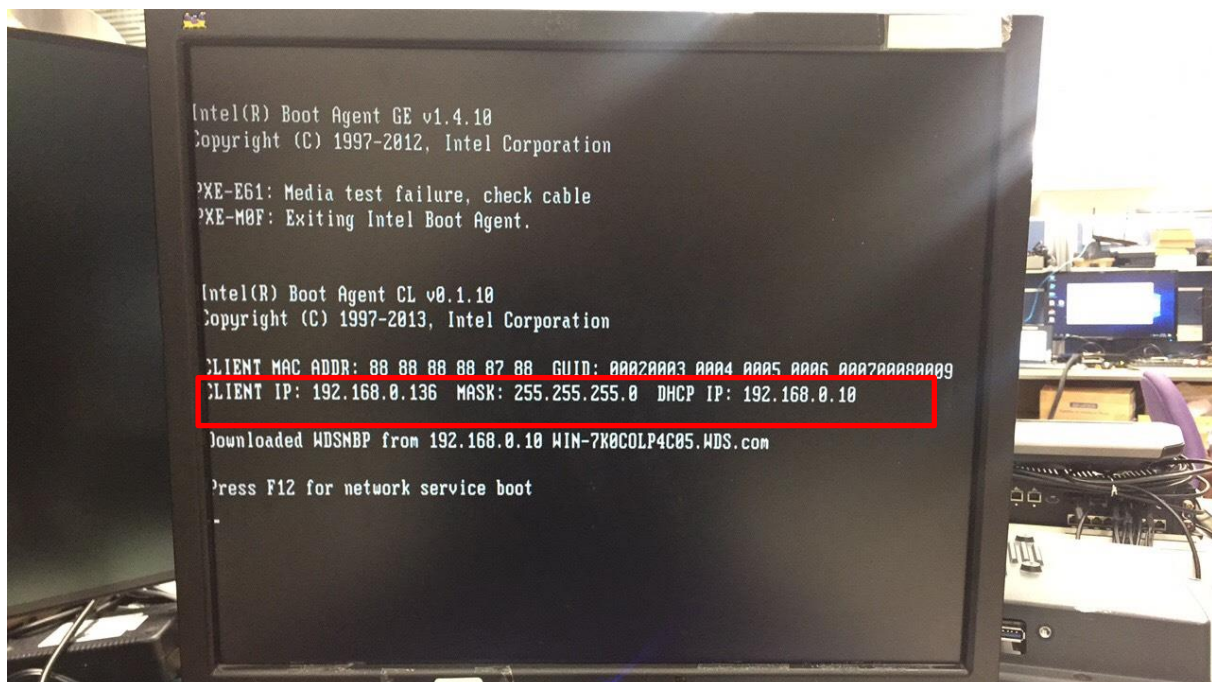 Intel(R) Boot Agent GE v1.4.10
Copyright (C) 1997-2012, Intel Corporation
PXE-E61: Media test failure, check cable
PXE-M0F: Exiting Intel Boot Agent.
Intel(R) Boot Agent CL v0.1.10
Copyright (C) 1997-2013, Intel Corporation
CLIENT MAC ADDR: 88 88 88 88 87 88  GUID: 00020003 0004 0005 0006 000700080009
CLIENT IP: 192.168.0.136  MASK: 255.255.255.0  DHCP IP: 192.168.0.10
Downloaded WDSNBP from 192.168.0.10 WIN-7K0COLP4C05.WDS.com
Press F12 for network service boot